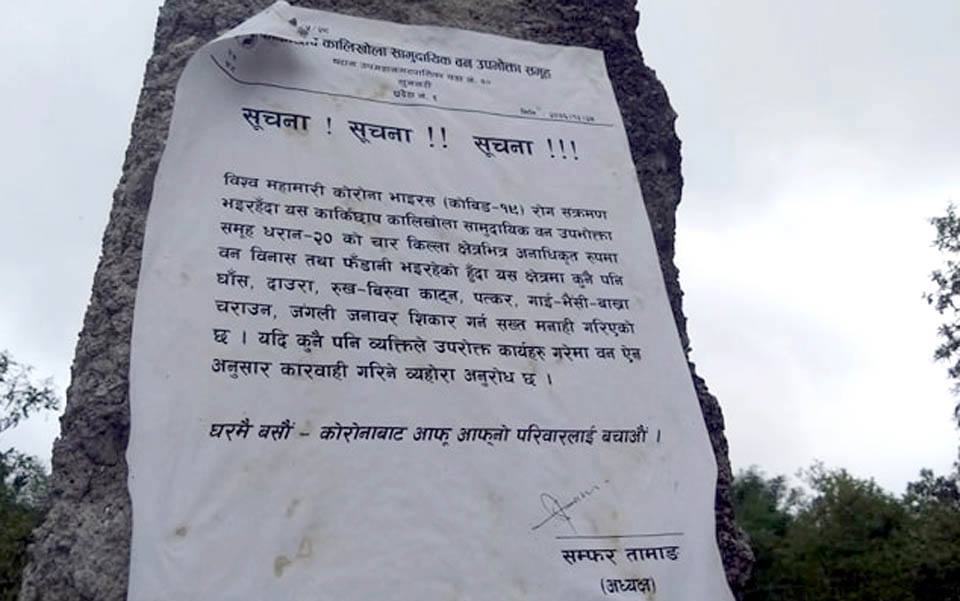 कालिखोला सामुदायिक वन उपभोक्ता समूह
धरान उपमहानगरपालिका वडा नं. २०
सुनसरी
प्रदेश नं. १
मिति
सूचना ! सूचना !! सूचना !!!
विश्व महामारी कोरोना भाइरस (कोबिड-१९) रोग संक्रमण
भइरहँदा यस कार्किछाप कालिखोला सामुदायिक वन उपभोक्ता
समूह धरान-२० को चार किल्ला क्षेत्रभित्र अनाधिकृत रुपमा
वन विनास तथा फँडानी भइरहेको हुँदा यस क्षेत्रमा कुनै पनि
घाँस, दाउरा, रुख-बिरुवा काट्न, पत्कर, गाई-भैसी-बाख्रा
चराउन, जंगली जनावर शिकार गर्न सख्त मनाही गरिएको
छ । यदि कुनै पनि व्यक्तिले उपरोक्त कार्यहरु गरेमा वन ऐन
अनुसार कारवाही गरिने व्यहोरा अनुरोध छ ।
घरमै बसौं - कोरोनाबाट आफू आफ्नो परिवारलाई बचाऔं ।
सम्फर तामाङ
(अध्यक्ष)